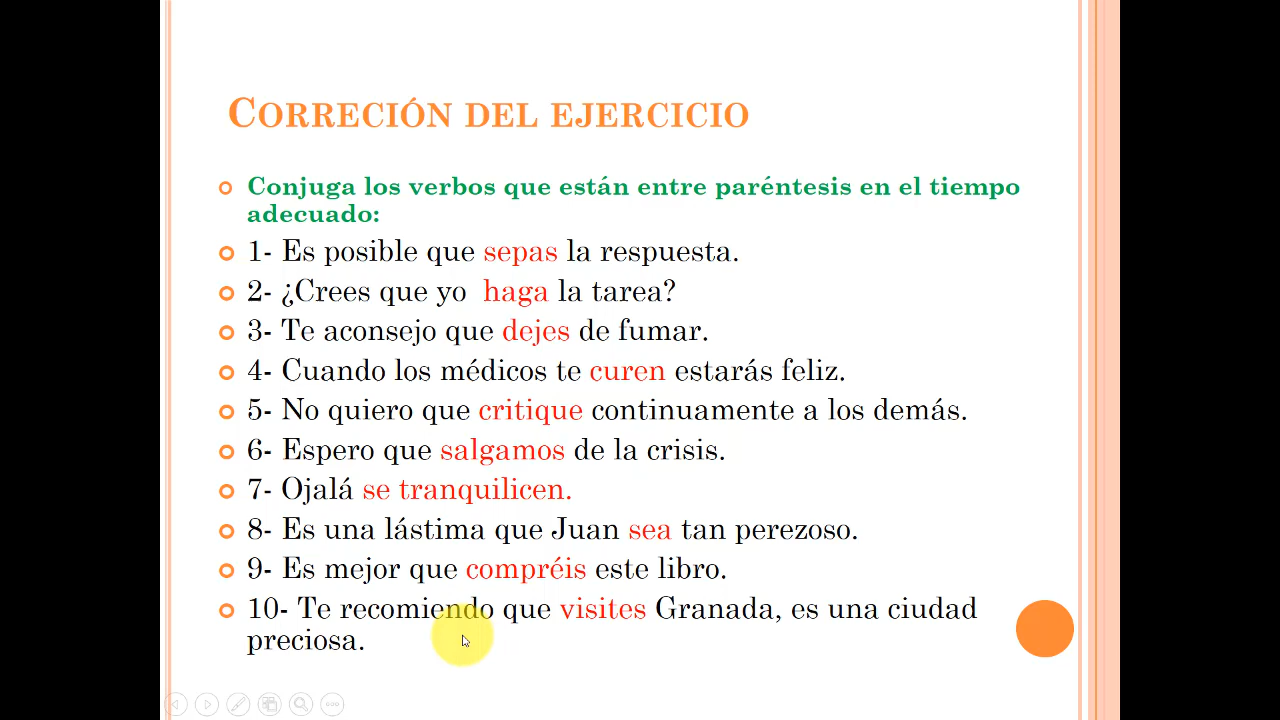 CORRECIÓN DEL EJERCICIO
Conjuga los verbos que están entre paréntesis en el tiempo
adecuado:
1- Es posible que sepas la respuesta.
2- ¿Crees que yo haga la tarea?
3- Te aconsejo que dejes de fumar.
4- Cuando los médicos te curen estarás feliz.
5- No quiero que critique continuamente a los demás.
6- Espero que salgamos de la crisis.
7- Ojalá se tranquilicen.
8- Es una lástima que Juan sea tan perezoso.
9- Es mejor que compréis este libro.
10- Te recomiendo que visites Granada, es una ciudad
preciosa.